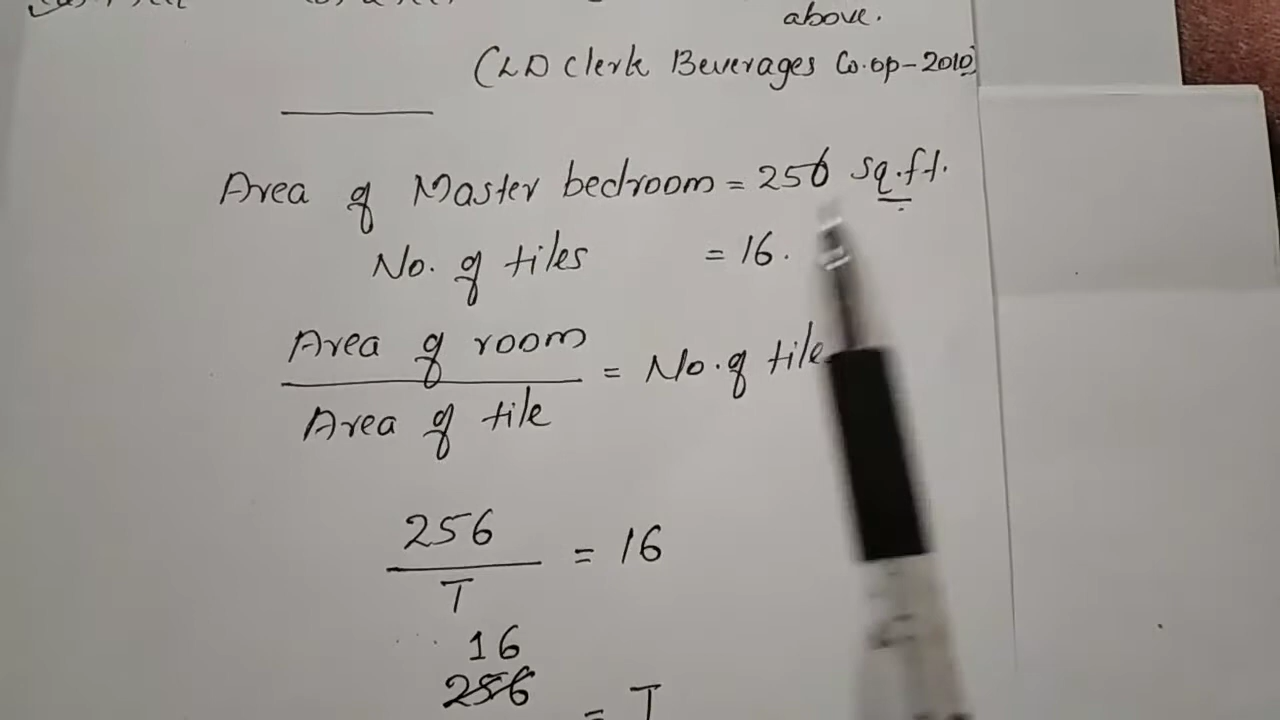 above.
(LD Clerk Beverages Co.op-2010)
Area of Master bedroom = 256 sq.ft.
No. of tiles = 16.
Area of room
Area of tile
= No. of tile
256
T
= 16
16
256
= T